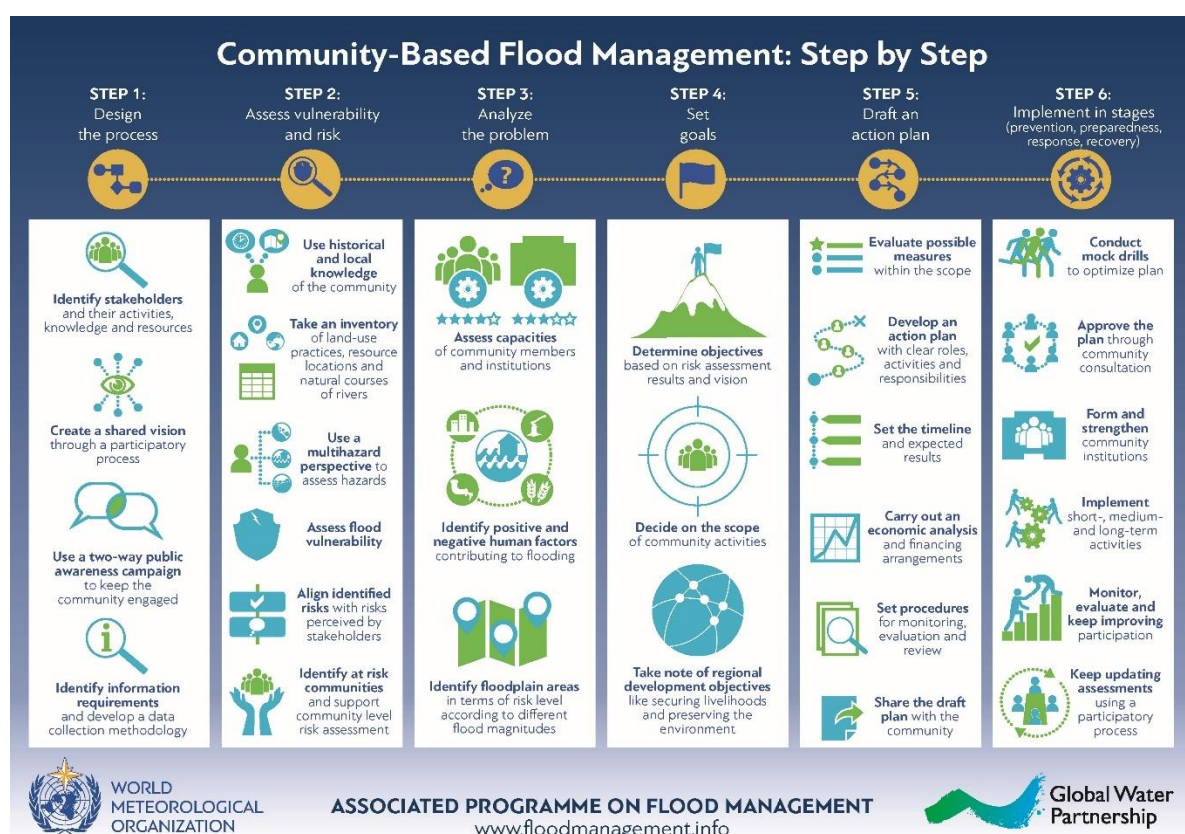 Community-Based Flood Management: Step by Step
STEP 1:
Design
the process
STEP 2:
Assess vulnerability
and risk
STEP 3:
Analyze
the problem
STEP 4:
Set
goals
STEP 5:
Draft an
action plan
STEP 6:
Implement in stages
(prevention, preparedness,
response, recovery)
?
Identify stakeholders
and their activities,
knowledge and resources
Create a shared vision
through a participatory
process
Use a two-way public
awareness campaign
to keep the
community engaged
i
Identify information
requirements
and develop a data
collection methodology
Use historical
and local
knowledge
of the community
Take an inventory
of land-use
practices, resource
locations and
natural courses
of rivers
Use a
multihazard
perspective to
assess hazards
Assess flood
vulnerability
Align identified
risks with risks
perceived by
stakeholders
Identify at risk
communities
and support
community level
risk assessment
Assess capacities
of community members
and institutions
Identify positive and
negative human factors
contributing to flooding
Identify floodplain areas
in terms of risk level
according to different
flood magnitudes
Determine objectives
based on risk assessment
results and vision
Decide on the scope
of community activities
Take note of regional
development objectives
like securing livelihoods
and preserving the
environment
Evaluate possible
measures
within the scope
Develop an
action plan
with clear roles,
activities and
responsibilities
Set the timeline
and expected
results
Carry out an
economic analysis
and financing
arrangements
Set procedures
for monitoring,
evaluation and
review
Share the draft
plan with the
community
Conduct
mock drills
to optimize plan
Approve the
plan through
community
consultation
Form and
strengthen
community
institutions
Implement
short-, medium-
and long-term
activities
Monitor,
evaluate and
keep improving
participation
Keep updating
assessments
using a
participatory
process
WORLD
METEOROLOGICAL
ORGANIZATION
ASSOCIATED PROGRAMME ON FLOOD MANAGEMENT
www.floodmanagement.info
Global Water
Partnership